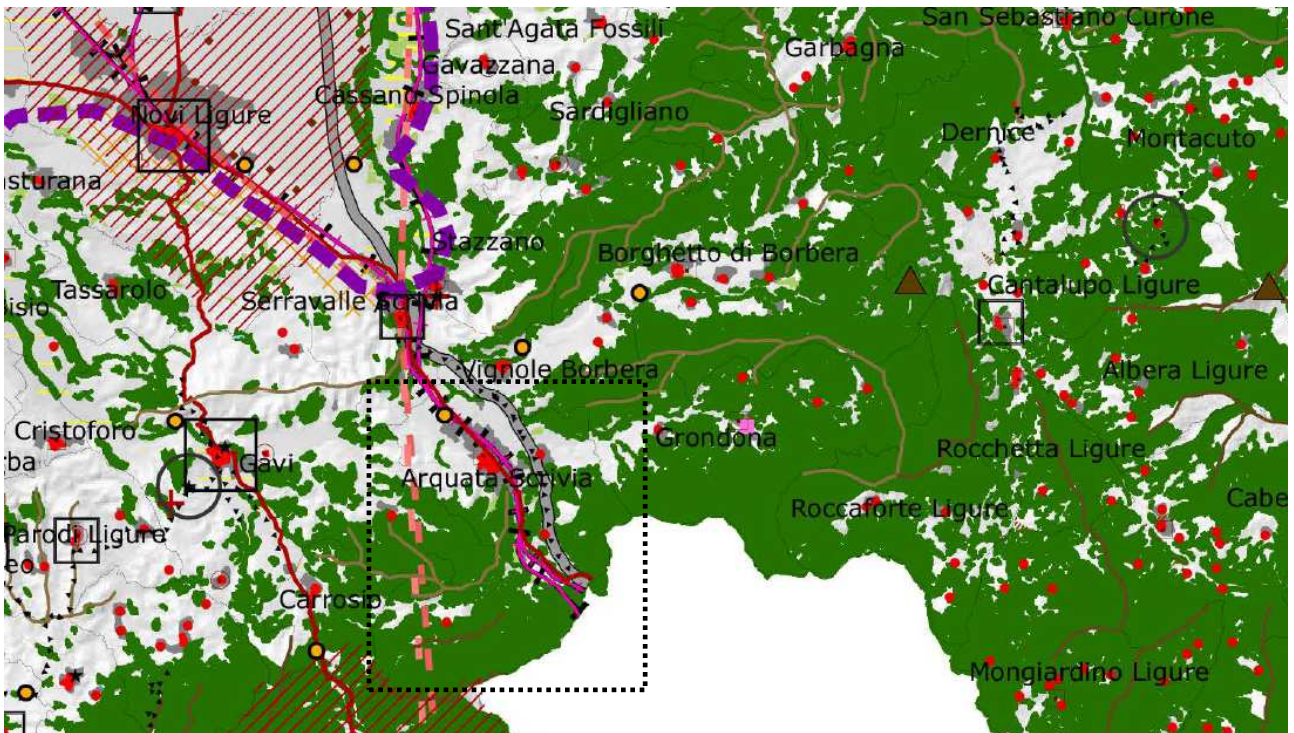 San Sebastiano Curone
Sant'Agata Fossili
Garbagna
Gavazzana
Cassano Spinola
Sardigliano
Novi Ligure
Dernice
Montacuto
Stazzano
Borghetto di Borbera
Tassarolo
Serravalle Scrivia
Cantalupo Ligure
Vignole Borbera
Albera Ligure
Cristoforo
Grondona
Gavi
Rocchetta Ligure
Arquata Scrivia
Roccaforte Ligure
Parodi Ligure
Carrosio
Mongiardino Ligure